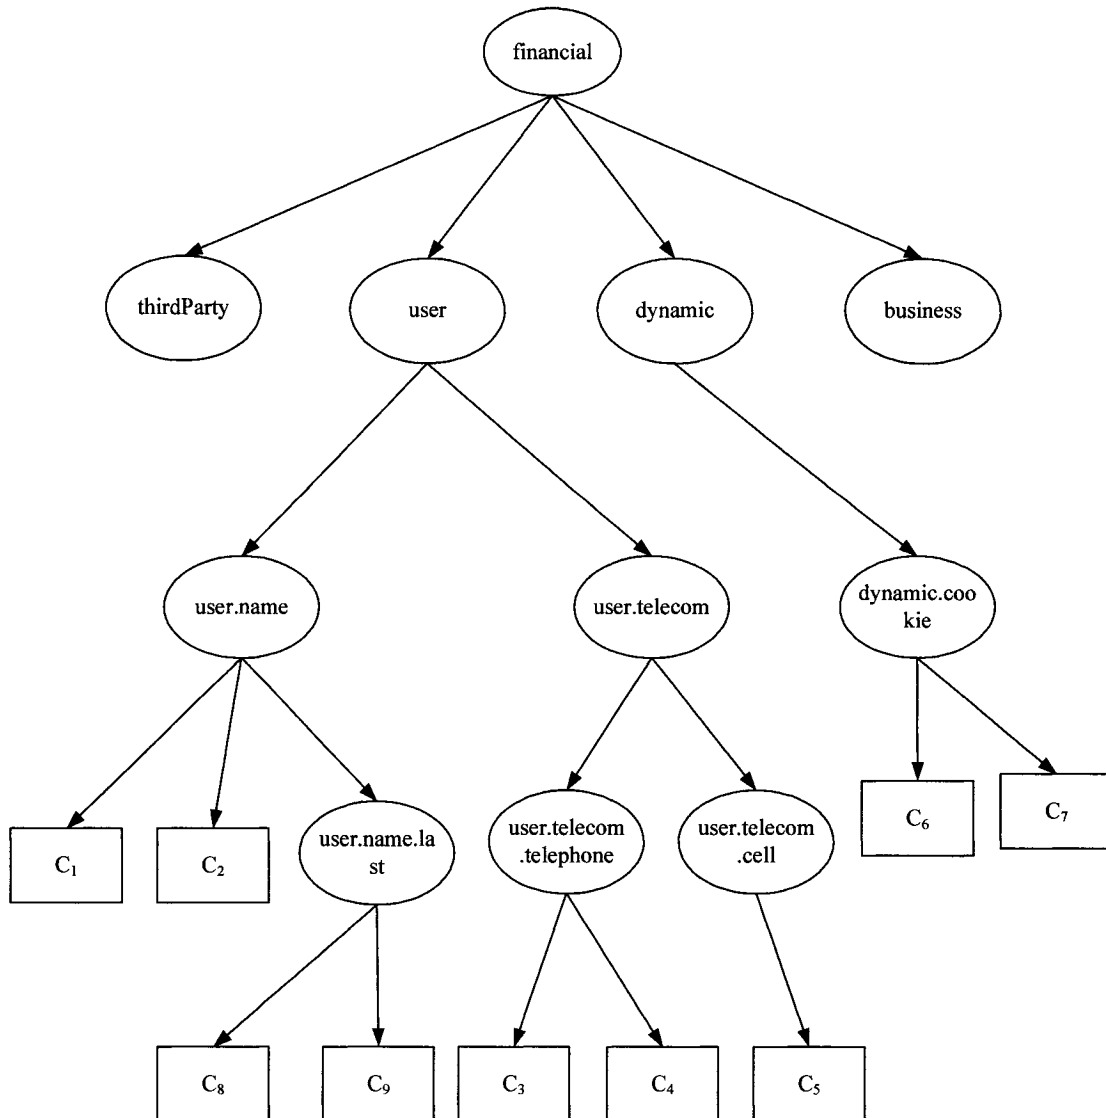 financial
thirdParty
user
dynamic
business
user.name
user.telecom
dynamic.coo
kie
C₁
C₂
user.name.la
st
user.telecom
.telephone
user.telecom
.cell
C₆
C₇
C₈
C₉
C₃
C₄
C₅